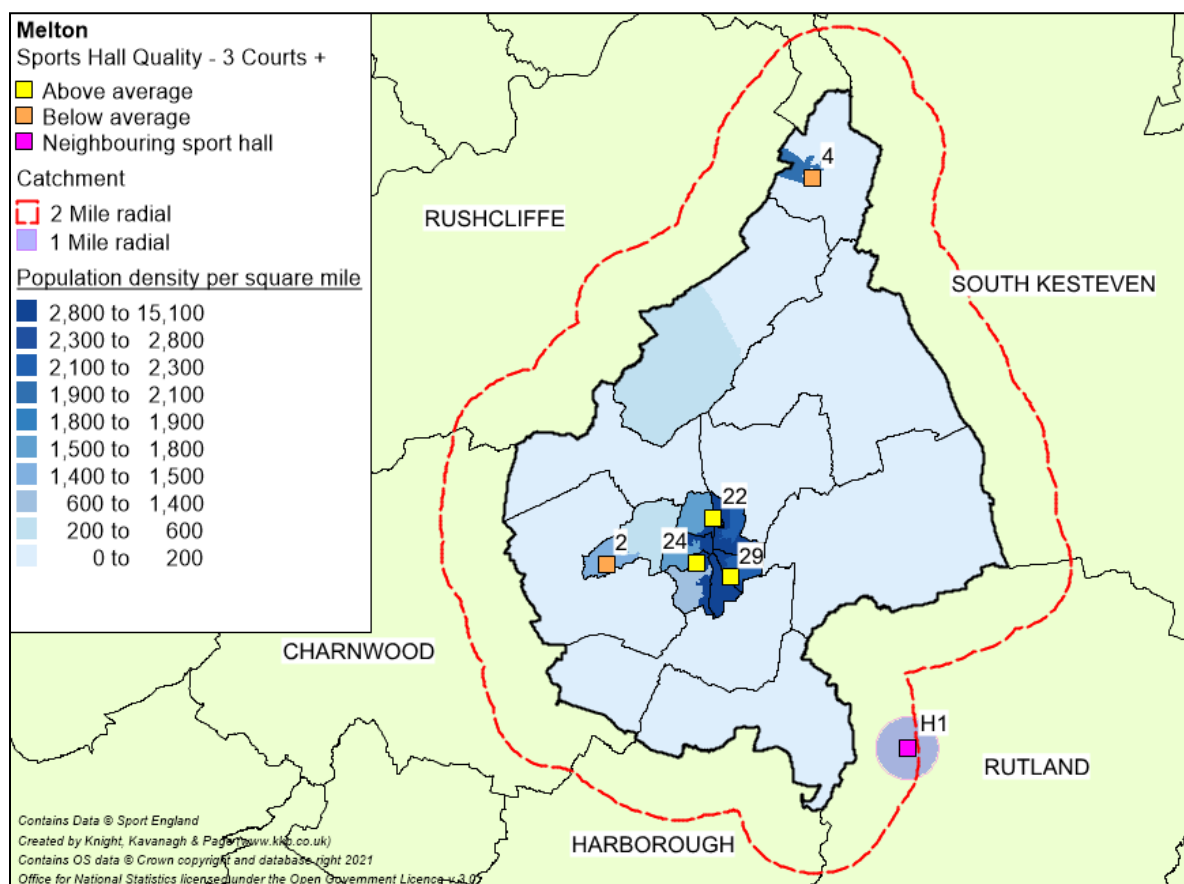 Melton
Sports Hall Quality - 3 Courts +
Above average
Below average
Neighbouring sport hall
Catchment
2 Mile radial
1 Mile radial
Population density per square mile
2,800 to 15,100
2,300 to 2,800
2,100 to 2,300
1,900 to 2,100
1,800 to 1,900
1,500 to 1,800
1,400 to 1,500
600 to 1,400
200 to 600
0 to 200
4
RUSHCLIFFE
SOUTH KESTEVEN
22
2
24
29
CHARNWOOD
H1
RUTLAND
HARBOROUGH
Contains Data © Sport England
Created by Knight, Kavanagh & Page (www.kkp.co.uk)
Contains OS data © Crown copyright and database right 2021
Office for National Statistics licensed under the Open Government Licence v.3.0